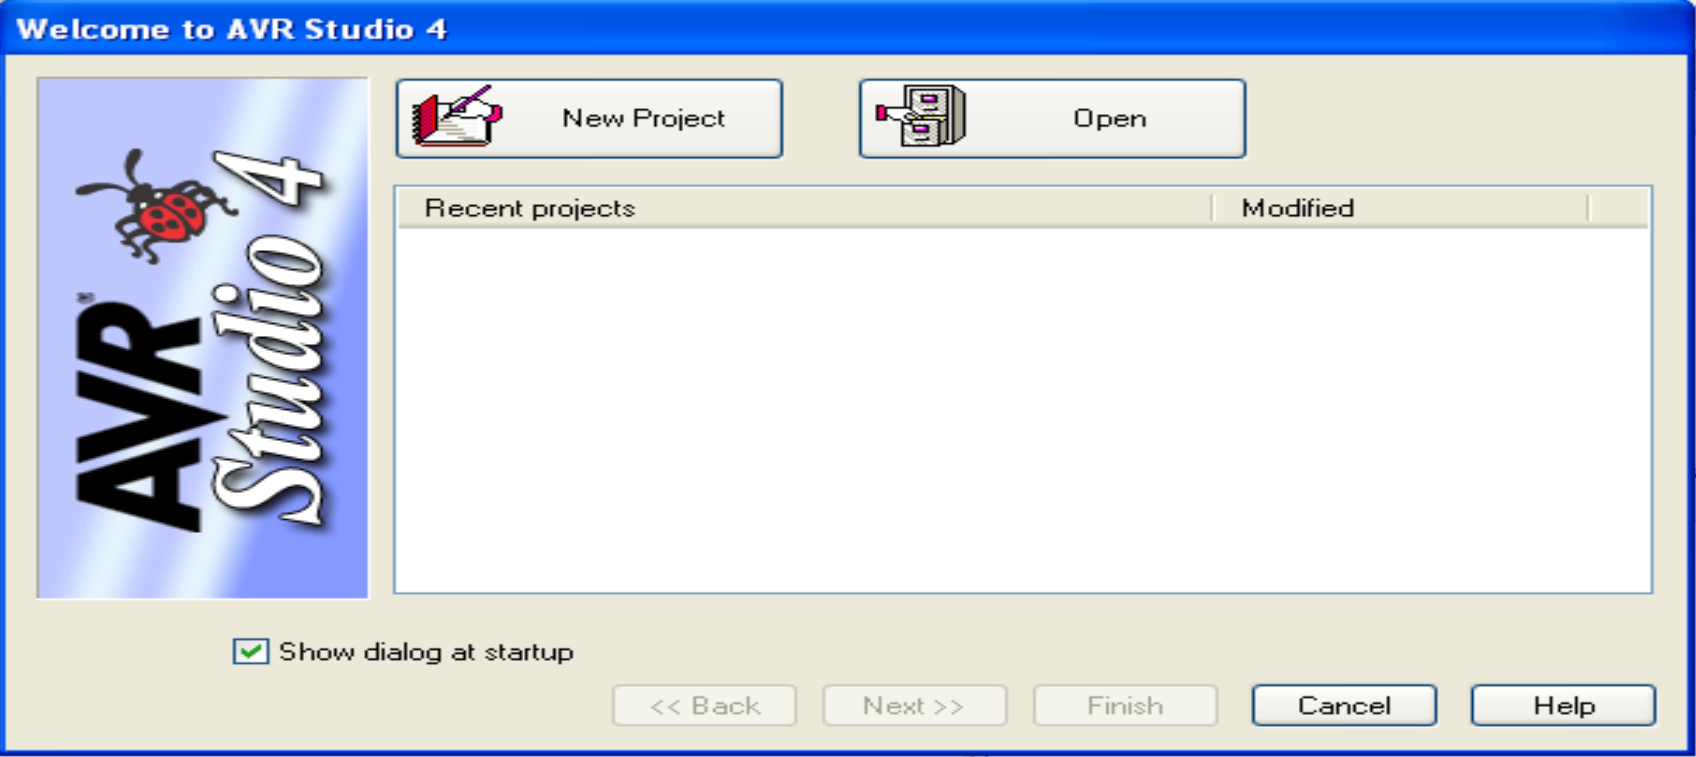 Welcome to AVR Studio 4
AVR
Studio 4
New Project
Open
Recent projects
Modified
Show dialog at startup
<< Back
Next >>
Finish
Cancel
Help